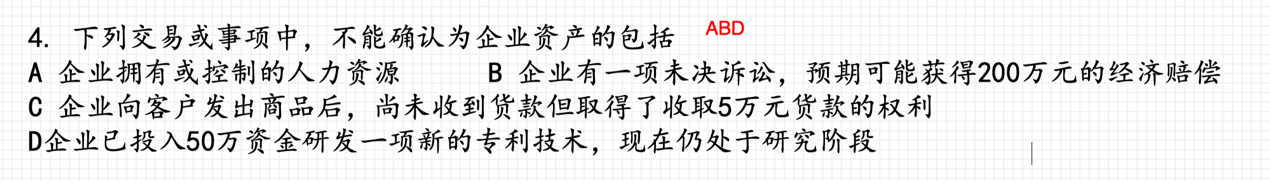 4. 下列交易或事项中，不能确认为企业资产的包括 ABD
A 企业拥有或控制的人力资源 B 企业有一项未决诉讼，预期可能获得200万元的经济赔偿
C 企业向客户发出商品后，尚未收到货款但取得了收取5万元货款的权利
D企业已投入50万资金研发一项新的专利技术，现在仍处于研究阶段